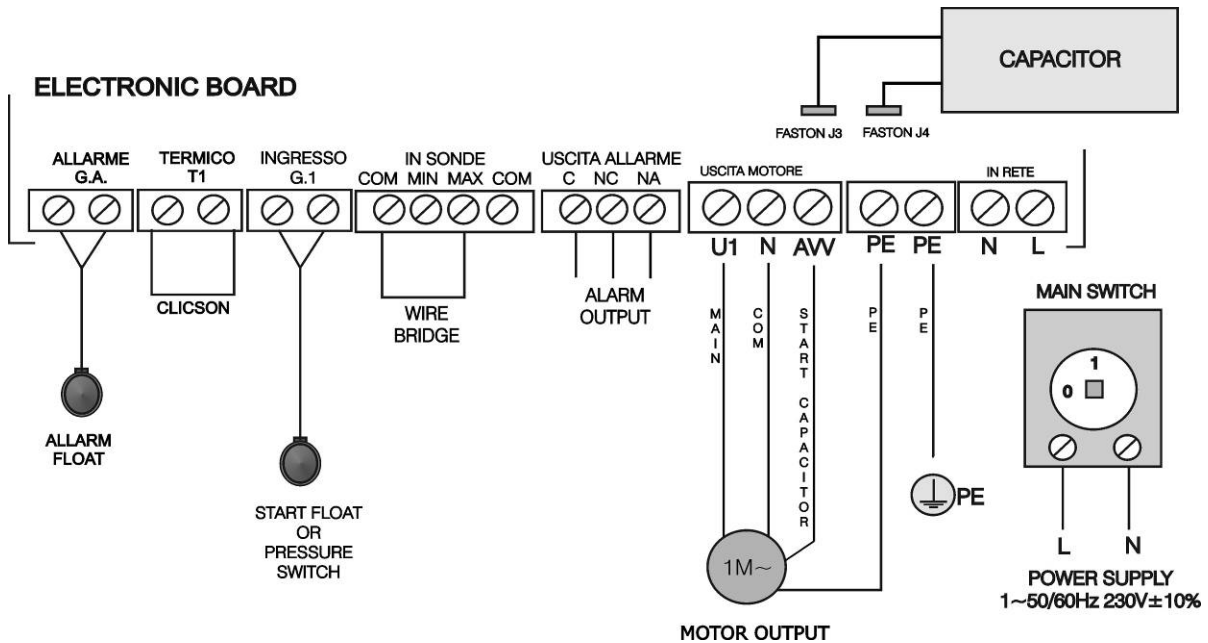 CAPACITOR
ELECTRONIC BOARD
FASTON J3 FASTON J4
ALLARME G.A.
TERMICO T1
INGRESSO G.1
IN SONDE
COM MIN MAX COM
USCITA ALLARME
C NC NA
USCITA MOTORE
IN RETE
U1 N AVV PE PE N L
CLICSON
WIRE
BRIDGE
ALARM
OUTPUT
MAIN
COM
START CAPACITOR
PE
PE
MAIN SWITCH
1
0
ALLARM
FLOAT
START FLOAT
OR
PRESSURE
SWITCH
PE
1M~
L N
POWER SUPPLY
1~50/60Hz 230V±10%
MOTOR OUTPUT